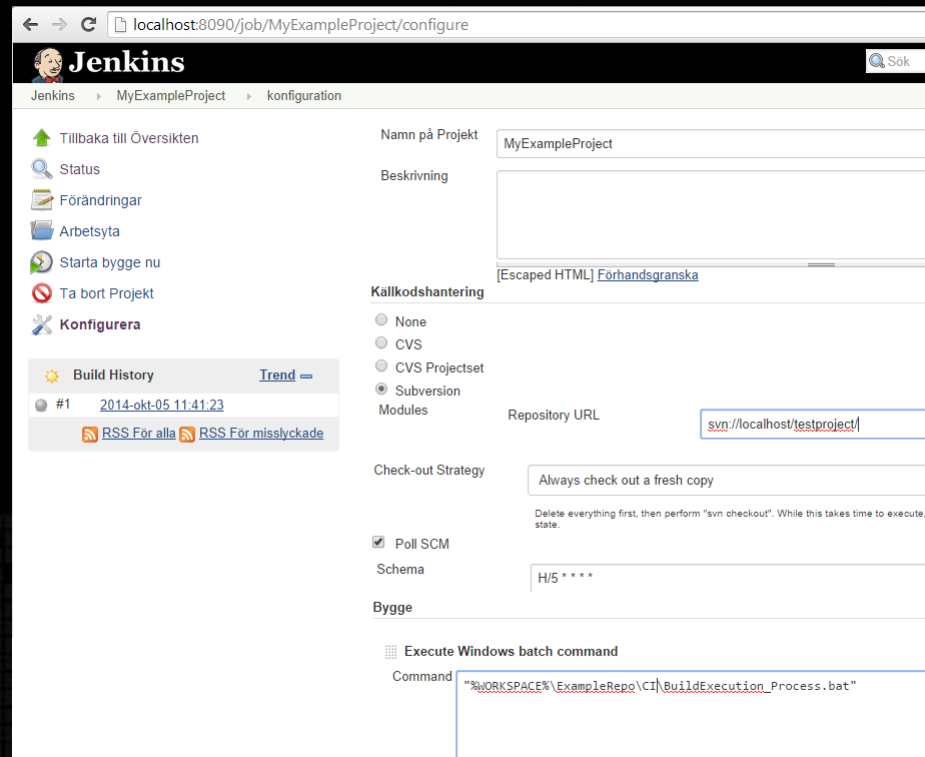 localhost:8090/job/MyExampleProject/configure
Jenkins
Sök
Jenkins MyExampleProject konfiguration
Tillbaka till Översikten
Status
Förändringar
Arbetsyta
Starta bygge nu
Ta bort Projekt
Konfigurera
Build History Trend
#1 2014-okt-05 11:41:23
RSS För alla RSS För misslyckade
Namn på Projekt MyExampleProject
Beskrivning
[Escaped HTML] Förhandsgranska
Källkodshantering
None
CVS
CVS Projectset
Subversion
Modules Repository URL svn://localhost/testproject/
Check-out Strategy Always check out a fresh copy
Delete everything first, then perform "svn checkout". While this takes time to execute,
state.
Poll SCM
Schema H/5 * * * *
Bygge
Execute Windows batch command
Command "%WORKSPACE%\ExampleRepo\CI\BuildExecution_Process.bat"